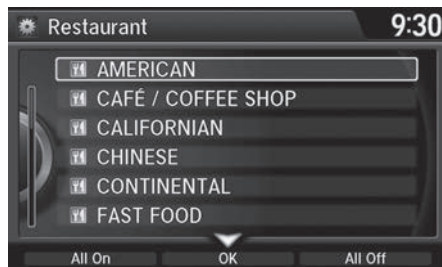 Restaurant 9:30
AMERICAN
CAFÉ / COFFEE SHOP
CALIFORNIAN
CHINESE
CONTINENTAL
FAST FOOD
All On OK All Off